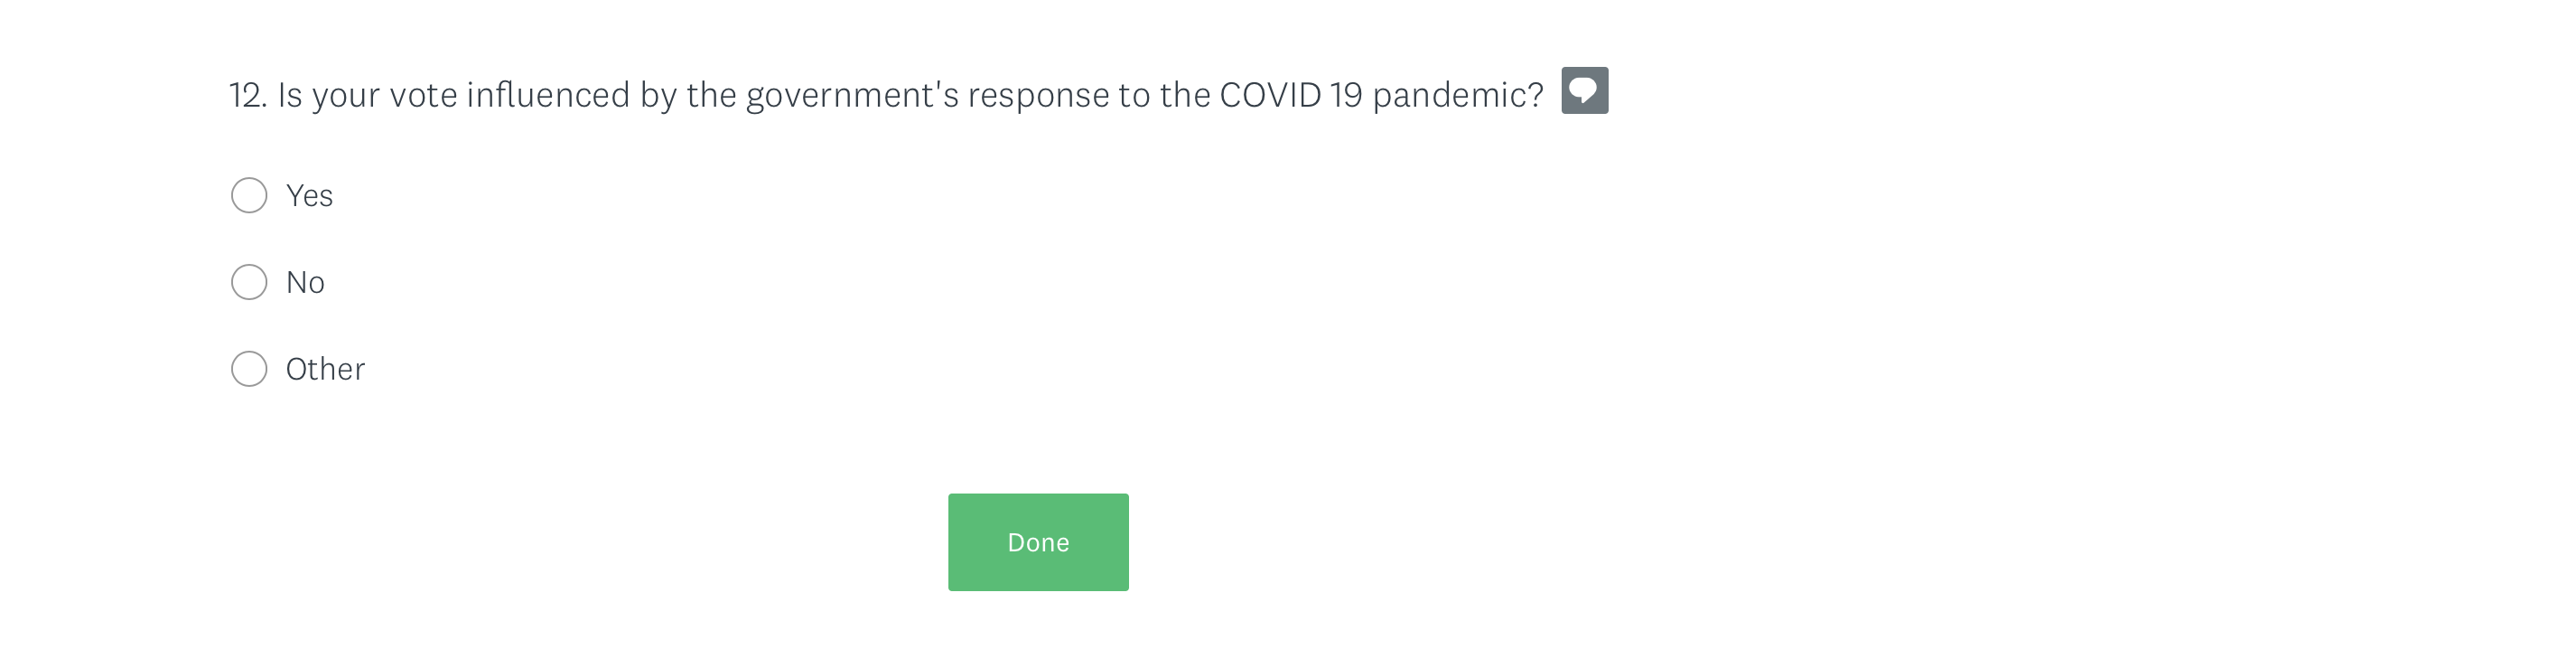 12. Is your vote influenced by the government's response to the COVID 19 pandemic?
Yes
No
Other
Done